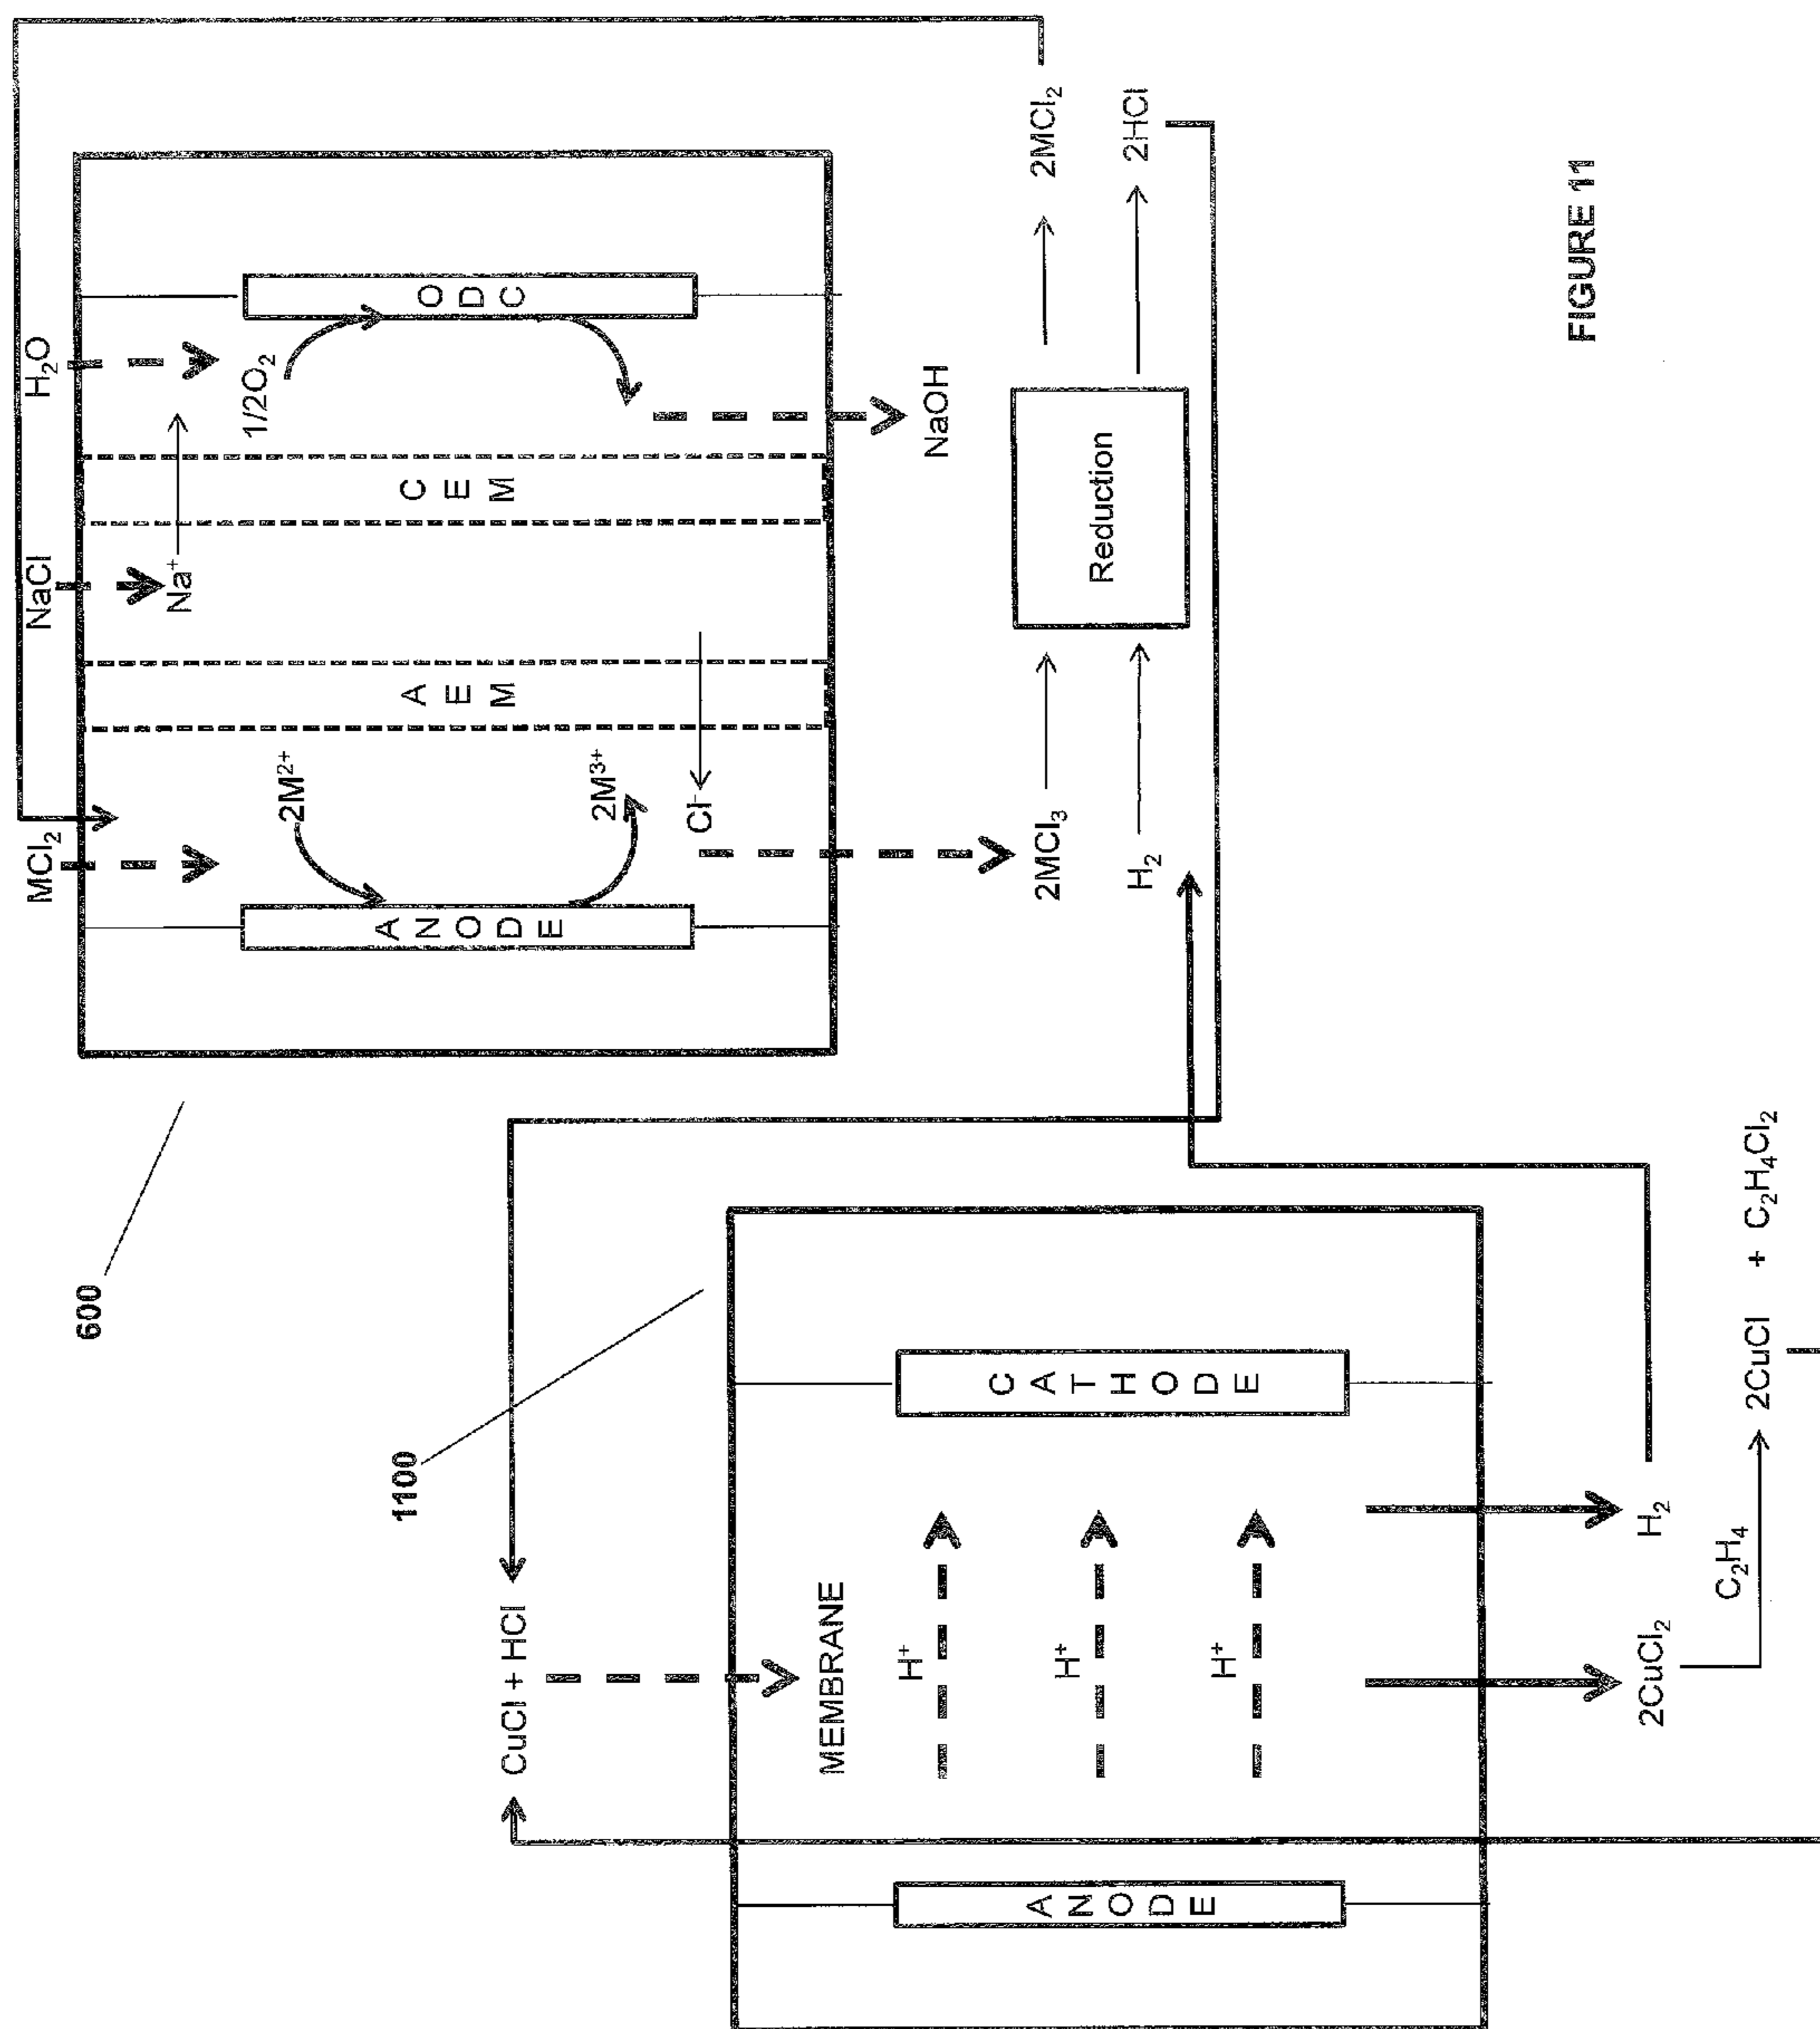 600
MCl₂
NaCl
H₂O
ANODE
2M²⁺
2M³⁺
Cl⁻
AEM
Na⁺
CEM
1/2O₂
ODC
NaOH
2MCl₃
H₂
Reduction
2MCl₂
2HCl
1100
CuCl + HCl
MEMBRANE
ANODE
H⁺
H⁺
H⁺
CATHODE
2CuCl₂
H₂
C₂H₄
2CuCl + C₂H₄Cl₂
FIGURE 11